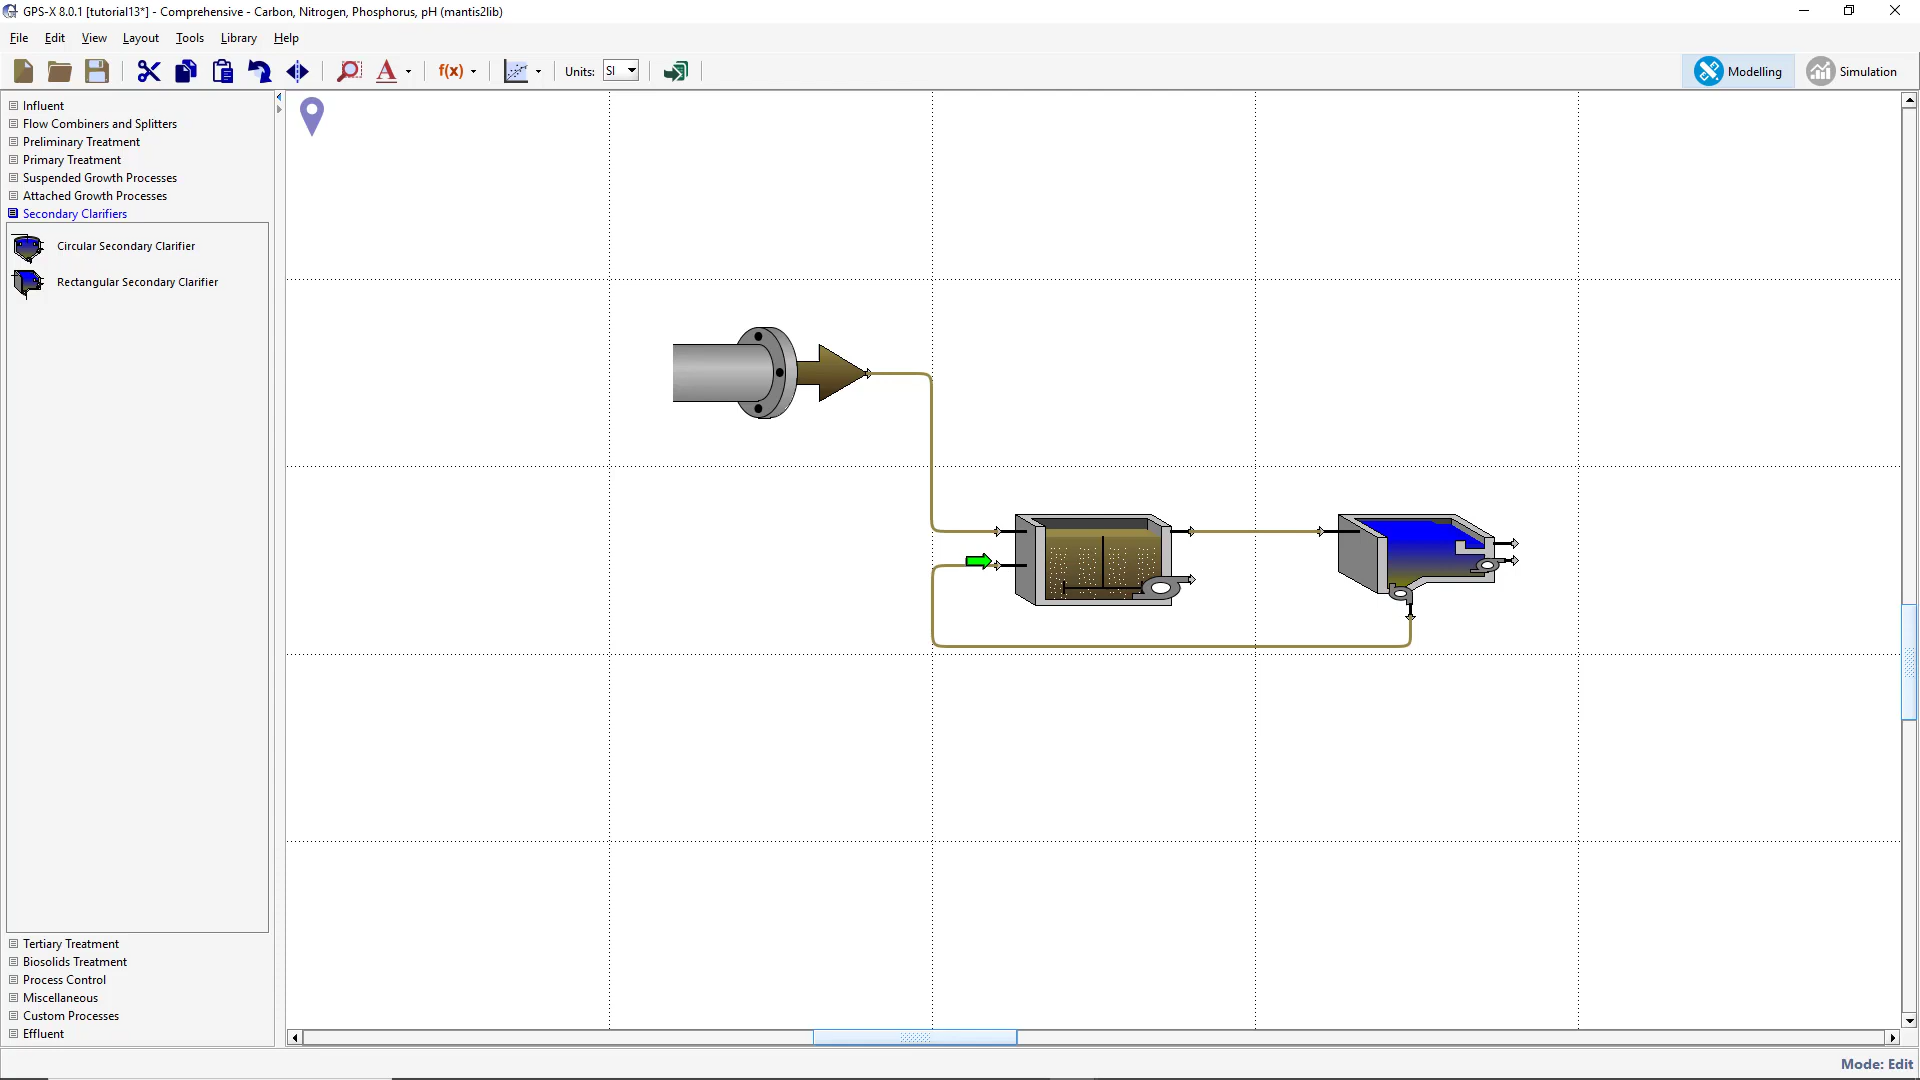 GPS-X 8.0.1 [tutorial13*] - Comprehensive - Carbon, Nitrogen, Phosphorus, pH (mantis2lib)
File Edit View Layout Tools Library Help
A f(x) Units: SI Modelling Simulation
Influent
Flow Combiners and Splitters
Preliminary Treatment
Primary Treatment
Suspended Growth Processes
Attached Growth Processes
Secondary Clarifiers
Circular Secondary Clarifier
Rectangular Secondary Clarifier
Tertiary Treatment
Biosolids Treatment
Process Control
Miscellaneous
Custom Processes
Effluent
Mode: Edit